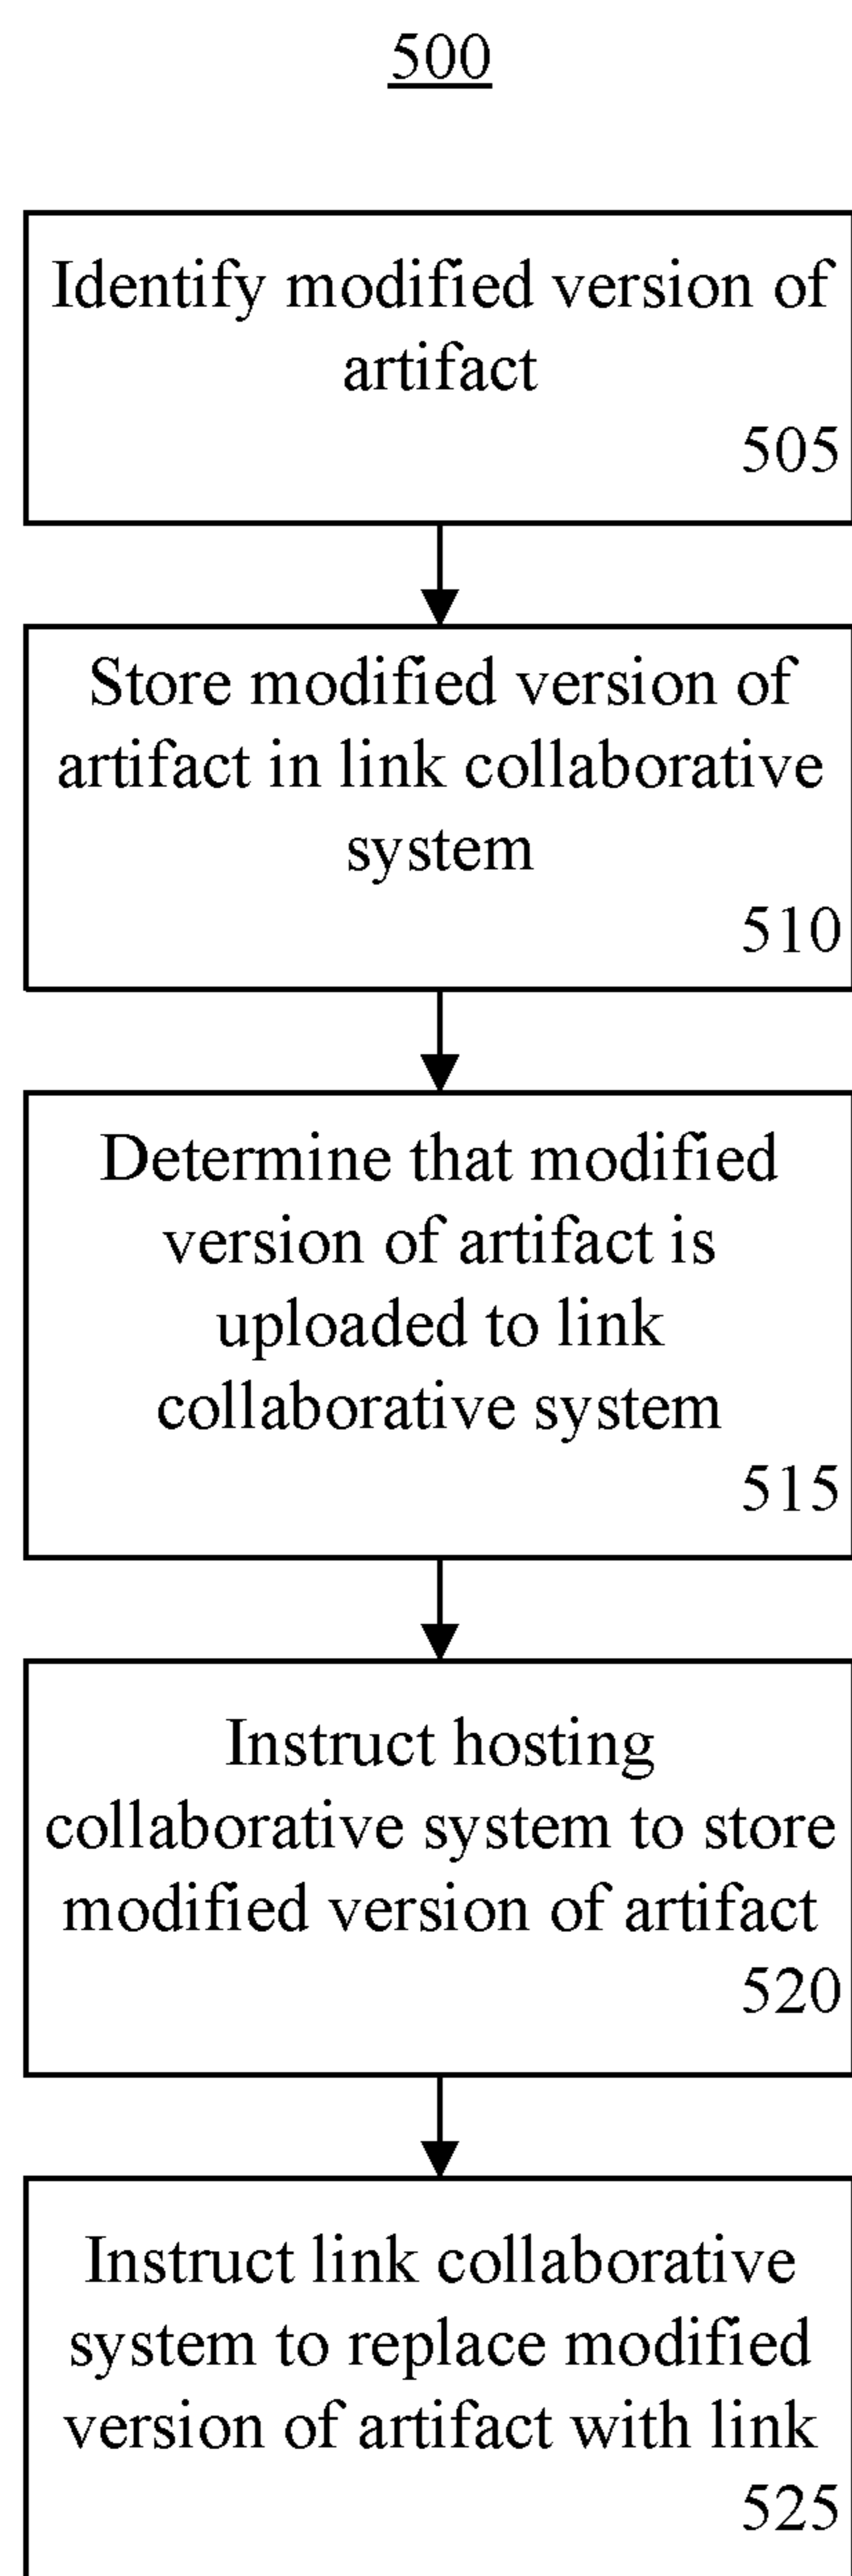 500
Identify modified version of
artifact
505
Store modified version of
artifact in link collaborative
system
510
Determine that modified
version of artifact is
uploaded to link
collaborative system
515
Instruct hosting
collaborative system to store
modified version of artifact
520
Instruct link collaborative
system to replace modified
version of artifact with link
525